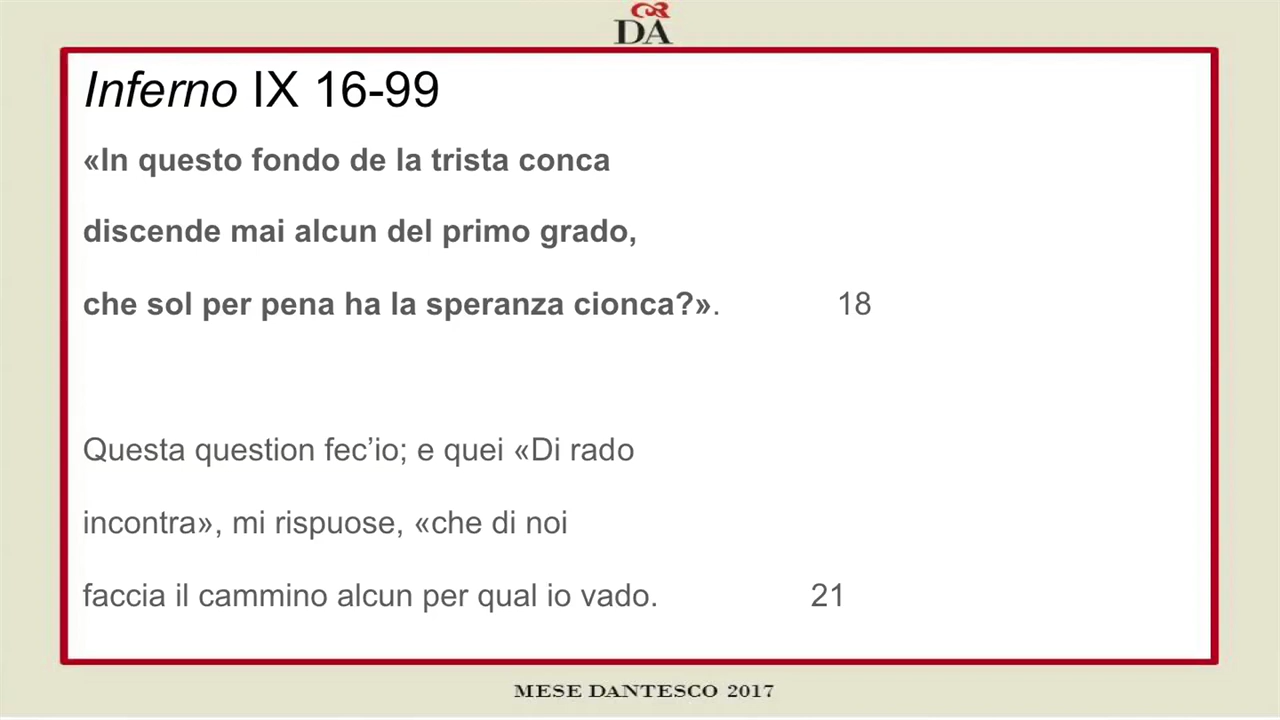 DA
Inferno IX 16-99
«In questo fondo de la trista conca
discende mai alcun del primo grado,
che sol per pena ha la speranza cionca?». 18
Questa question fec’io; e quei «Di rado
incontra», mi rispuose, «che di noi
faccia il cammino alcun per qual io vado. 21
MESE DANTESCO 2017